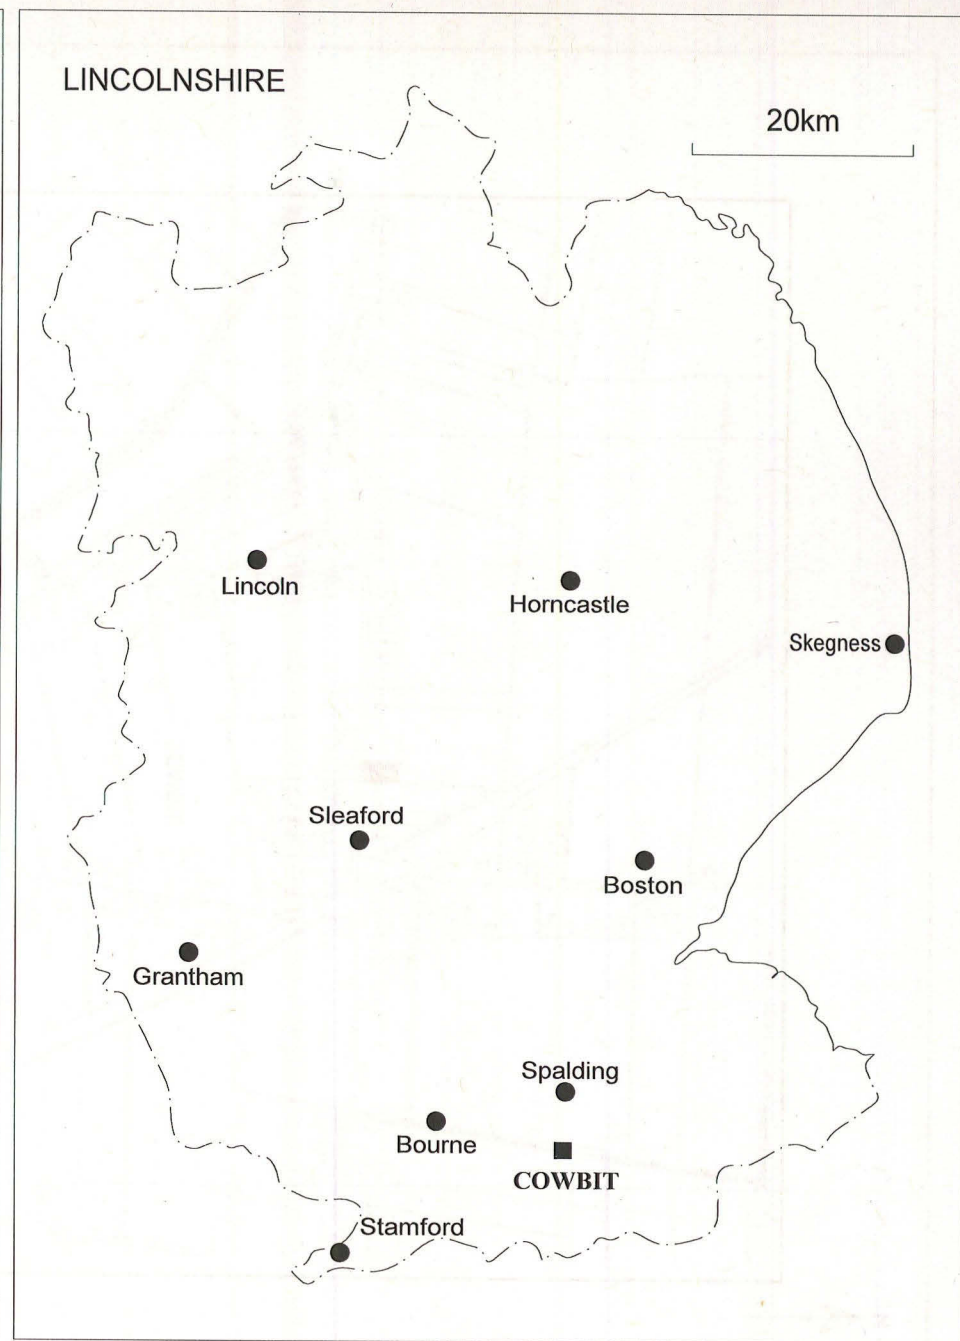 LINCOLNSHIRE
20km
Lincoln
Horncastle
Skegness
Sleaford
Boston
Grantham
Spalding
Bourne
COWBIT
Stamford